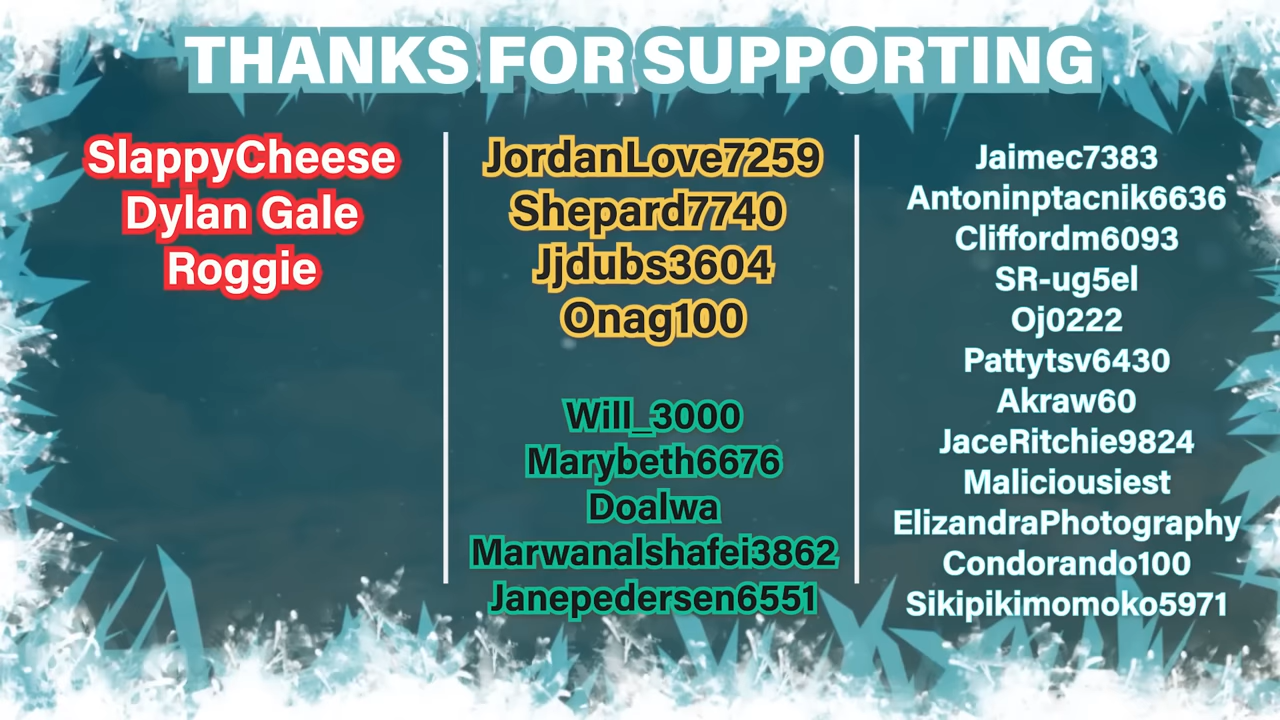 THANKS FOR SUPPORTING
SlappyCheese
Dylan Gale
Roggie
JordanLove7259
Shepard7740
Jjdubs3604
Onag100
Will_3000
Marybeth6676
Doalwa
Marwanalshafei3862
Janepedersen6551
Jaimec7383
Antoninptacnik6636
Cliffordm6093
SR-ug5el
Oj0222
Pattytsv6430
Akraw60
JaceRitchie9824
Maliciousiest
ElizandraPhotography
Condorando100
Sikipikimomoko5971